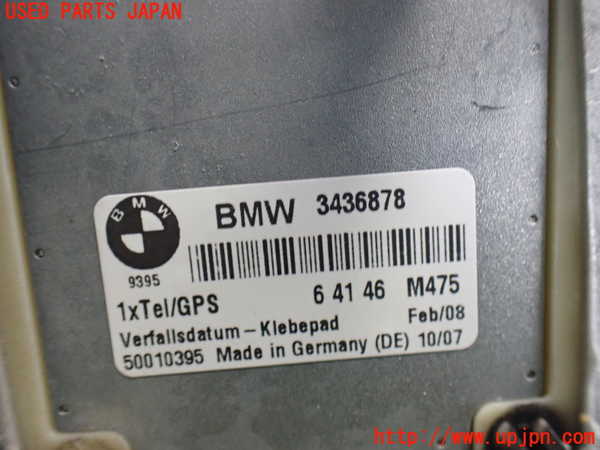 USED PARTS JAPAN
BMW
BMW 3436878
9395
1xTel/GPS 6 41 46 M475
Verfallsdatum - Klebepad Feb/08
50010395 Made in Germany (DE) 10/07
http://www.upjpn.com/